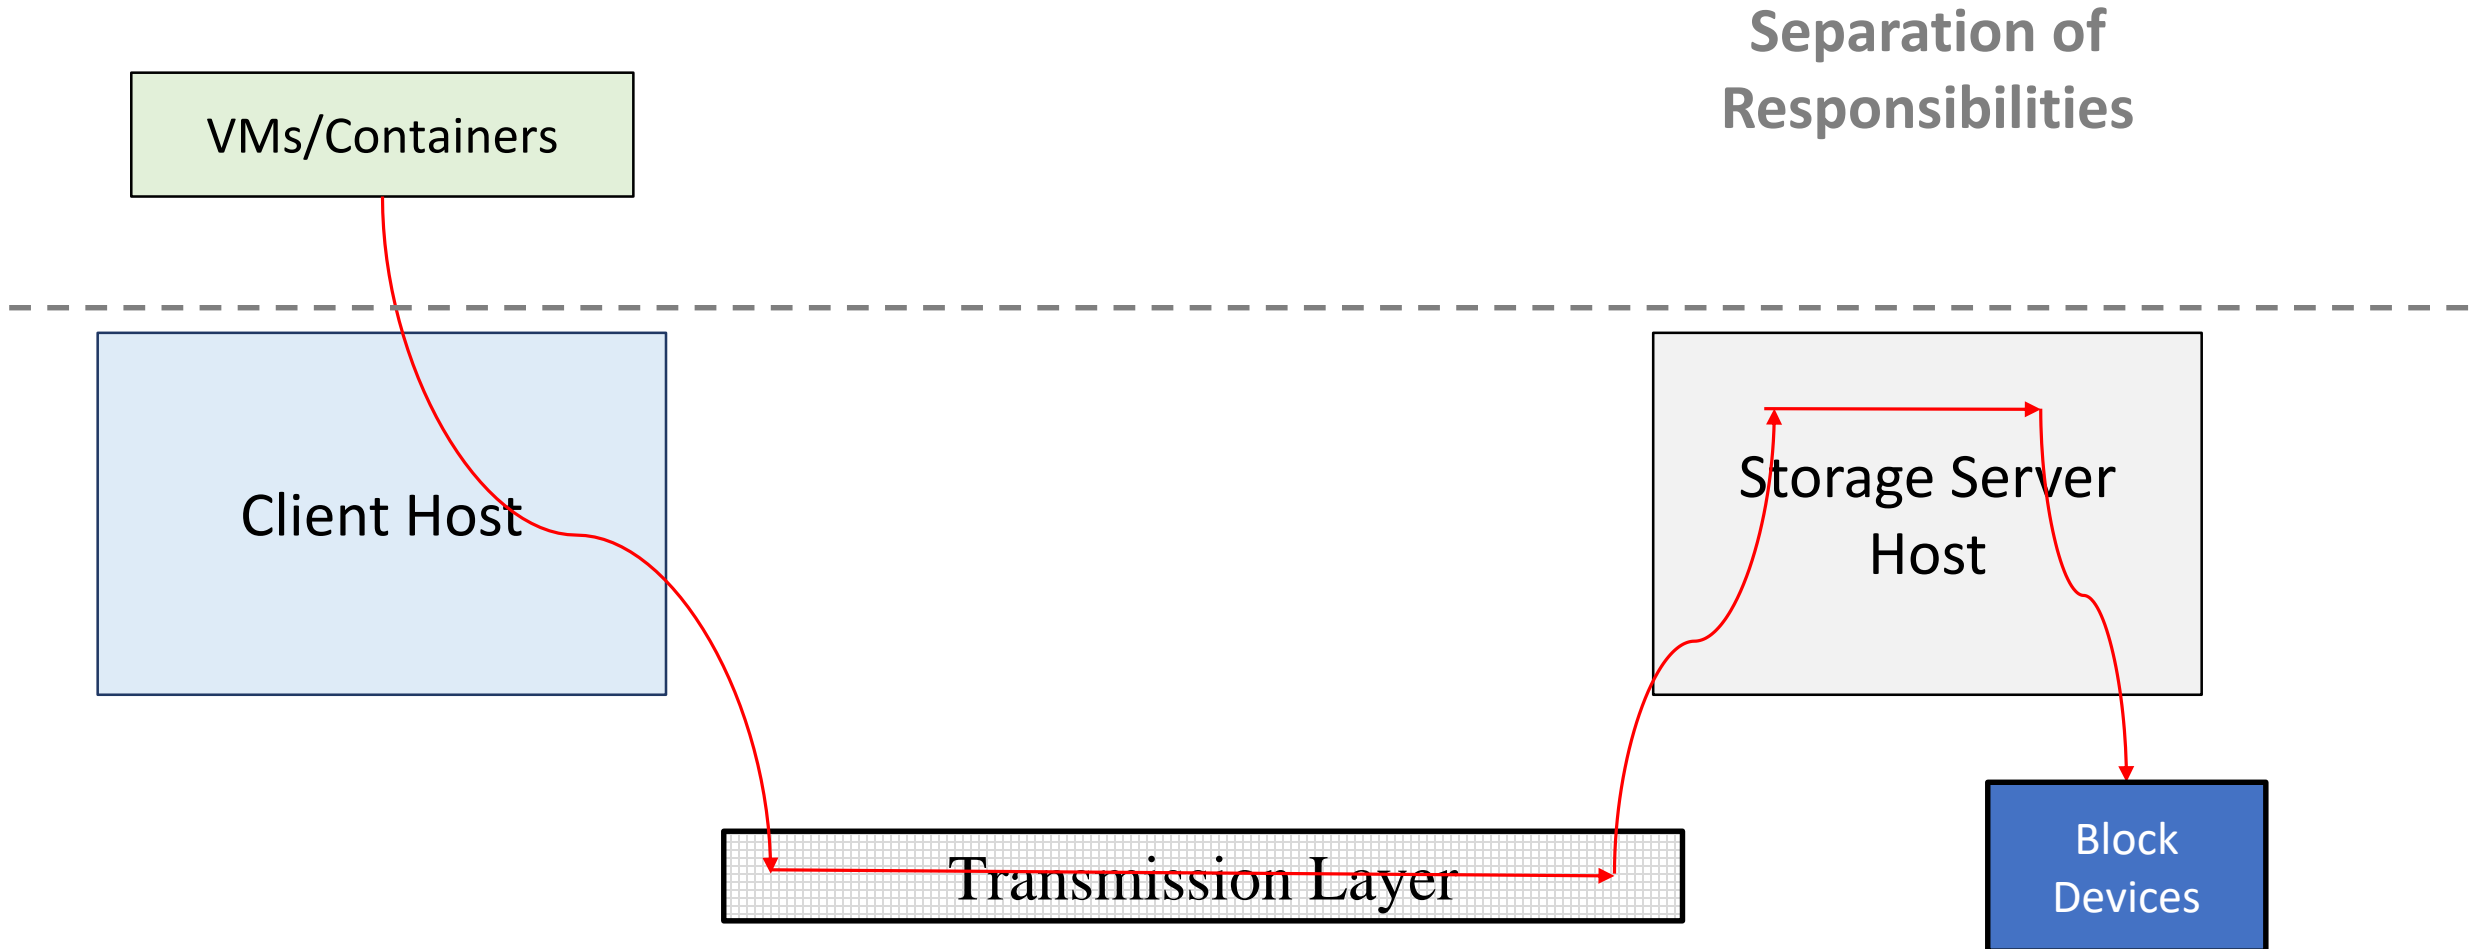 Separation of
Responsibilities
VMs/Containers
Client Host
Storage Server
Host
Transmission Layer
Block
Devices